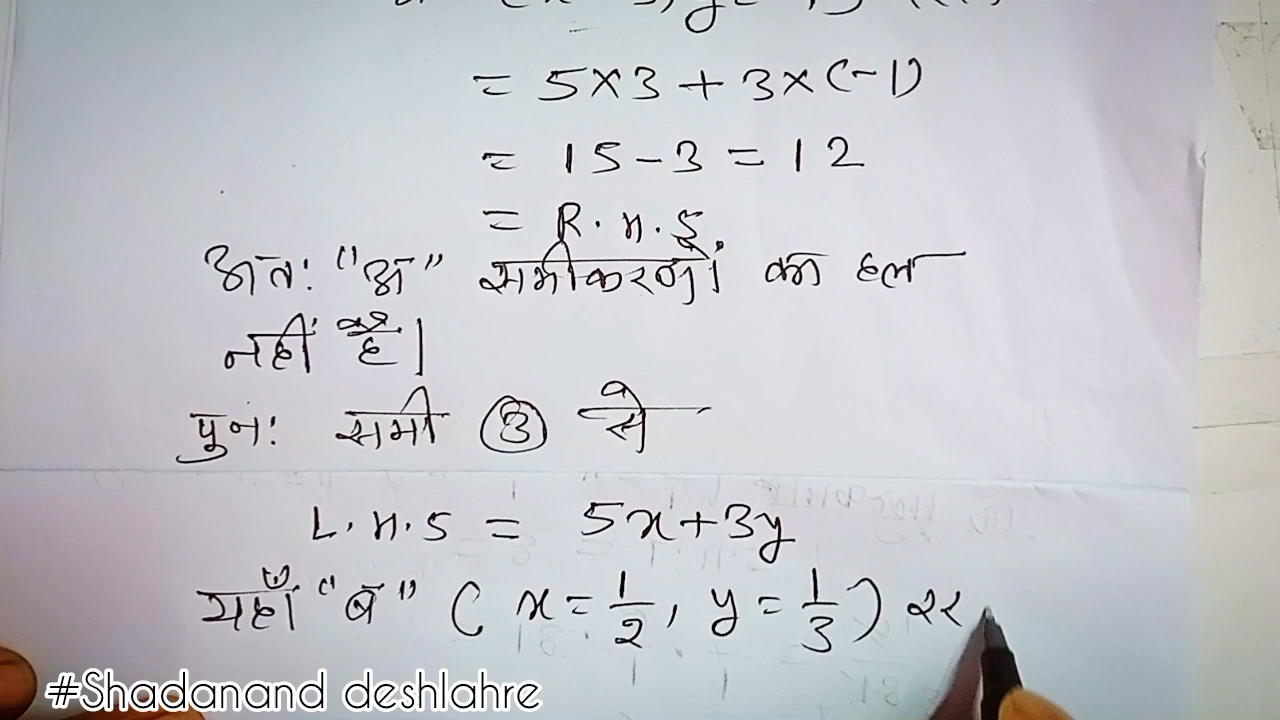 = 5×3 + 3×(-1)
= 15 - 3 = 12
= R.H.S.
अतः "अ" समीकरणों का हल
नहीं है।
पुनः समी ③ से
L.H.S = 5x+3y
यहाँ "ब" ( x = 1/2, y = 1/3 )
#Shadanand deshlahre